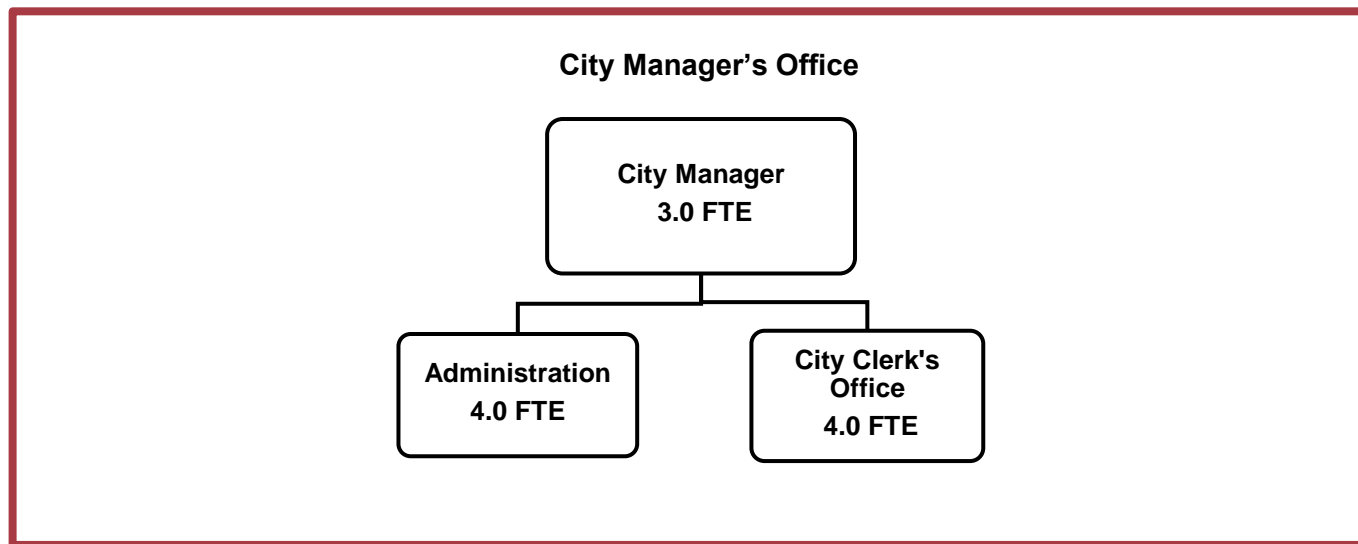 City Manager’s Office
City Manager
3.0 FTE
Administration
4.0 FTE
City Clerk's
Office
4.0 FTE